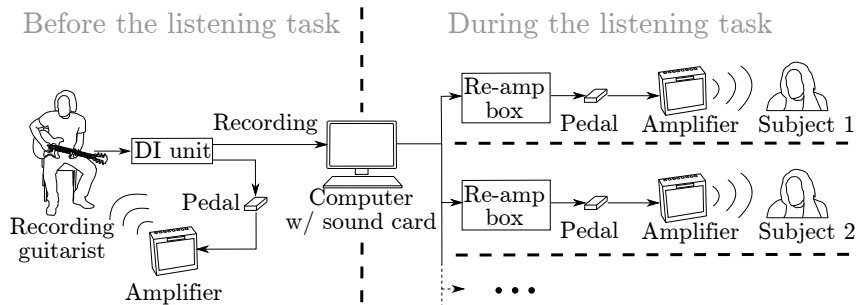 Before the listening task
During the listening task
Recording
DI unit
Pedal
Recording
guitarist
Amplifier
Computer
w/ sound card
Re-amp
box
Pedal
Amplifier
Subject 1
Re-amp
box
Pedal
Amplifier
Subject 2